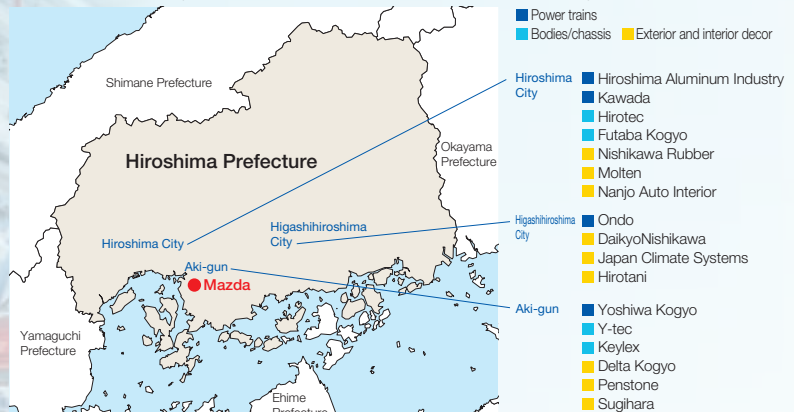 Power trains
Bodies/chassis Exterior and interior decor
Shimane Prefecture
Hiroshima Prefecture
Okayama
Prefecture
Hiroshima City
Higashihiroshima
City
Aki-gun
Mazda
Yamaguchi
Prefecture
Ehime
Prefecture
Hiroshima
City
Hiroshima Aluminum Industry
Kawada
Hirotec
Futaba Kogyo
Nishikawa Rubber
Molten
Nanjo Auto Interior
Higashihiroshima
City
Ondo
DaikyoNishikawa
Japan Climate Systems
Hirotani
Aki-gun
Yoshiwa Kogyo
Y-tec
Keylex
Delta Kogyo
Penstone
Sugihara